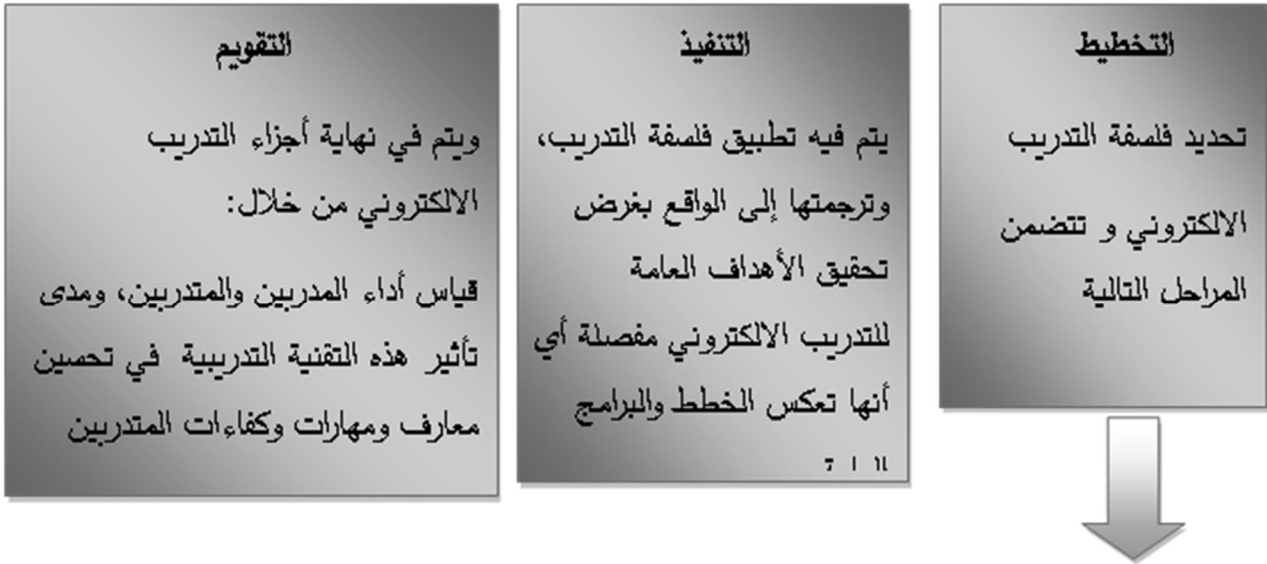 التخطيط
تحديد فلسفة التدريب
الالكتروني و تتضمن
المراحل التالية
التنفيذ
يتم فيه تطبيق فلسفة التدريب،
وترجمتها إلى الواقع بغرض
تحقيق الأهداف العامة
للتدريب الالكتروني مفصلة أي
أنها تعكس الخطط والبرامج
التقويم
ويتم في نهاية أجزاء التدريب
الالكتروني من خلال:
قياس أداء المدربين والمتدربين، ومدى
تأثير هذه التقنية التدريبية في تحسين
معارف ومهارات وكفاءات المتدربين